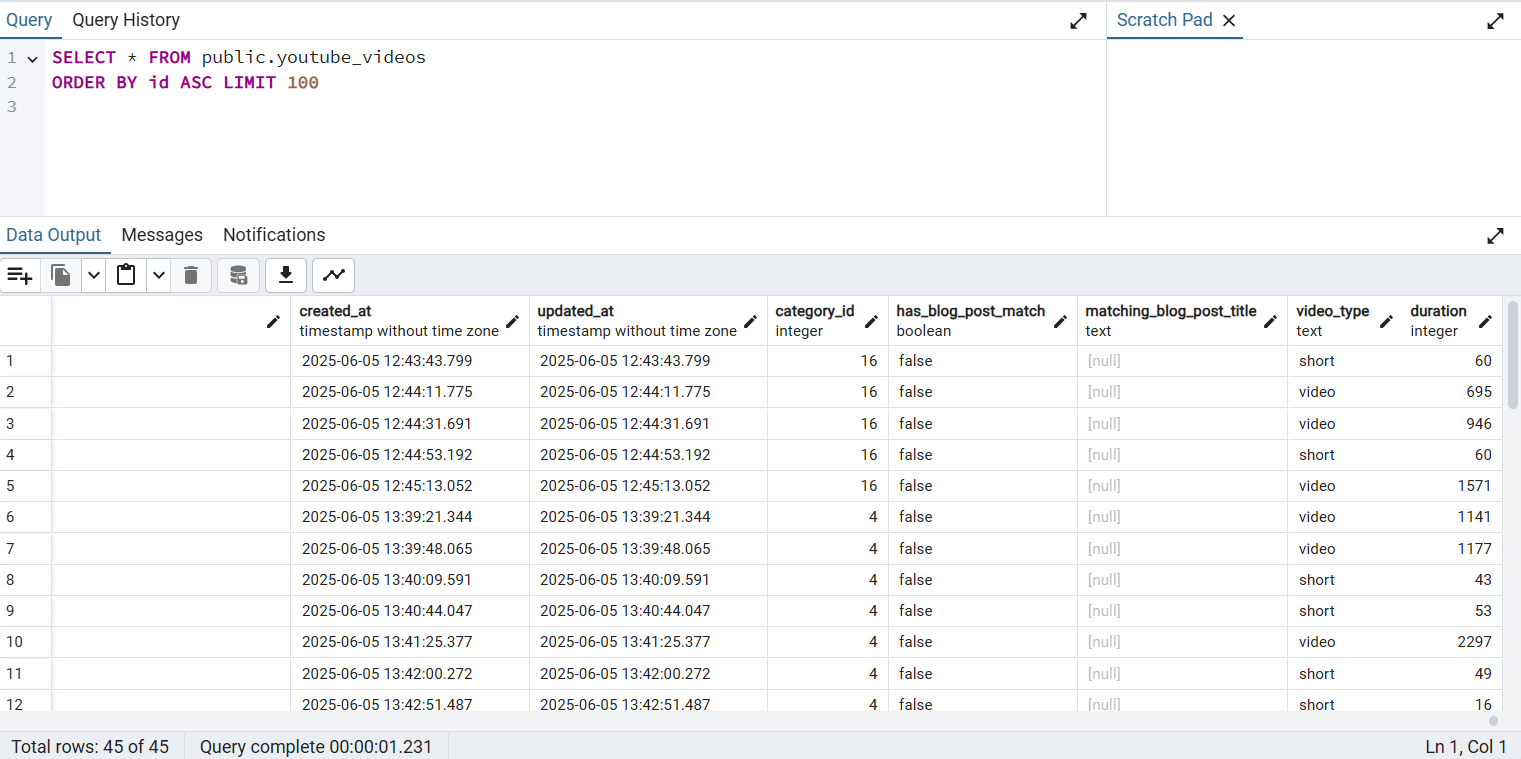 Query Query History Scratch Pad
1 SELECT * FROM public.youtube_videos
2 ORDER BY id ASC LIMIT 100
3
Data Output Messages Notifications
created_at updated_at category_id has_blog_post_match matching_blog_post_title video_type duration
timestamp without time zone timestamp without time zone integer boolean text text integer
1 2025-06-05 12:43:43.799 2025-06-05 12:43:43.799 16 false [null] short 60
2 2025-06-05 12:44:11.775 2025-06-05 12:44:11.775 16 false [null] video 695
3 2025-06-05 12:44:31.691 2025-06-05 12:44:31.691 16 false [null] video 946
4 2025-06-05 12:44:53.192 2025-06-05 12:44:53.192 16 false [null] short 60
5 2025-06-05 12:45:13.052 2025-06-05 12:45:13.052 16 false [null] video 1571
6 2025-06-05 13:39:21.344 2025-06-05 13:39:21.344 4 false [null] video 1141
7 2025-06-05 13:39:48.065 2025-06-05 13:39:48.065 4 false [null] video 1177
8 2025-06-05 13:40:09.591 2025-06-05 13:40:09.591 4 false [null] short 43
9 2025-06-05 13:40:44.047 2025-06-05 13:40:44.047 4 false [null] short 53
10 2025-06-05 13:41:25.377 2025-06-05 13:41:25.377 4 false [null] video 2297
11 2025-06-05 13:42:00.272 2025-06-05 13:42:00.272 4 false [null] short 49
12 2025-06-05 13:42:51.487 2025-06-05 13:42:51.487 4 false [null] short 16
Total rows: 45 of 45 Query complete 00:00:01.231 Ln 1, Col 1